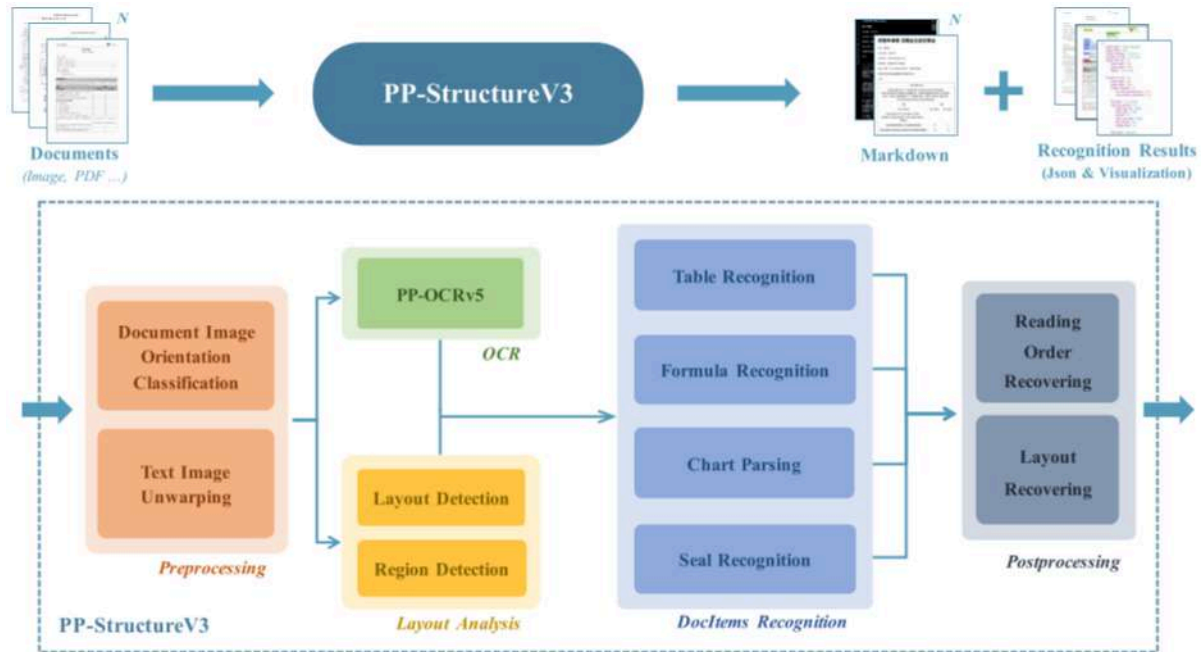 N
N
PP-StructureV3
Documents
(Image, PDF ...)
Markdown
Recognition Results
(Json & Visualization)
Document Image
Orientation
Classification
Text Image
Unwarping
Preprocessing
PP-OCRv5
OCR
Layout Detection
Region Detection
Layout Analysis
Table Recognition
Formula Recognition
Chart Parsing
Seal Recognition
DocItems Recognition
Reading
Order
Recovering
Layout
Recovering
Postprocessing
PP-StructureV3